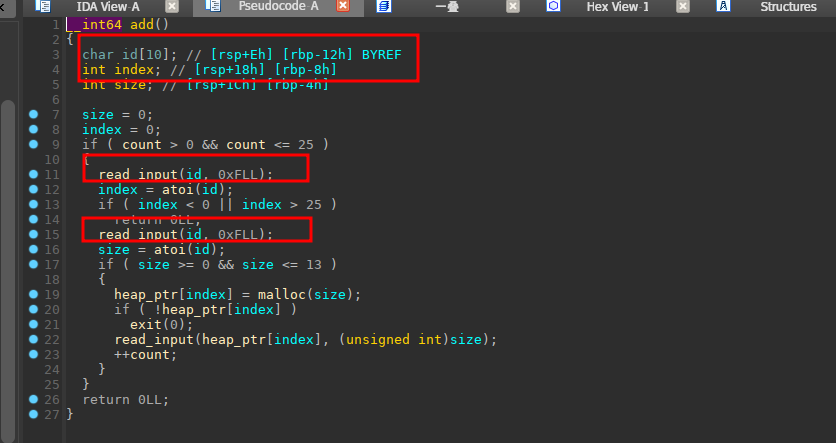 IDA View-A Pseudocode-A Hex View-1 Structures
1 __int64 add()
2 {
3 char id[10]; // [rsp+Eh] [rbp-12h] BYREF
4 int index; // [rsp+18h] [rbp-8h]
5 int size; // [rsp+1Ch] [rbp-4h]
6
7 size = 0;
8 index = 0;
9 if ( count > 0 && count <= 25 )
10 {
11 read_input(id, 0xFLL);
12 index = atoi(id);
13 if ( index < 0 || index > 25 )
14 return 0LL;
15 read_input(id, 0xFLL);
16 size = atoi(id);
17 if ( size >= 0 && size <= 13 )
18 {
19 heap_ptr[index] = malloc(size);
20 if ( !heap_ptr[index] )
21 exit(0);
22 read_input(heap_ptr[index], (unsigned int)size);
23 ++count;
24 }
25 }
26 return 0LL;
27 }